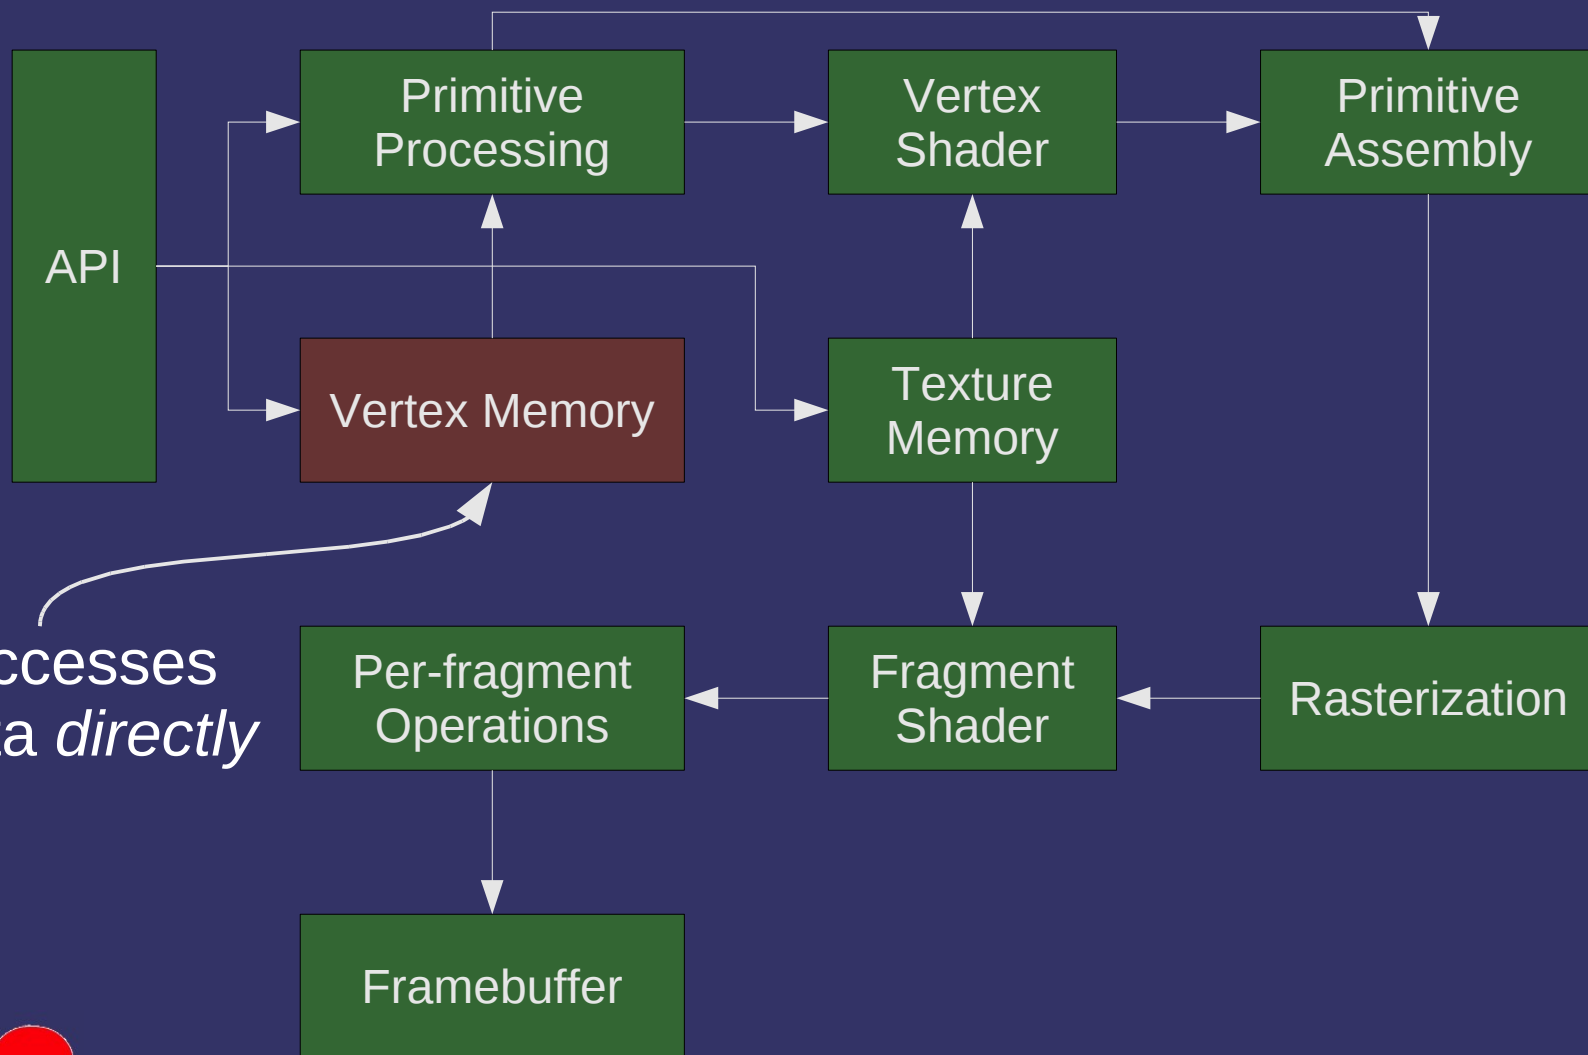 Primitive
Processing
Vertex
Shader
Primitive
Assembly
API
Vertex Memory
Texture
Memory
Per-fragment
Operations
Fragment
Shader
Rasterization
directly
Framebuffer